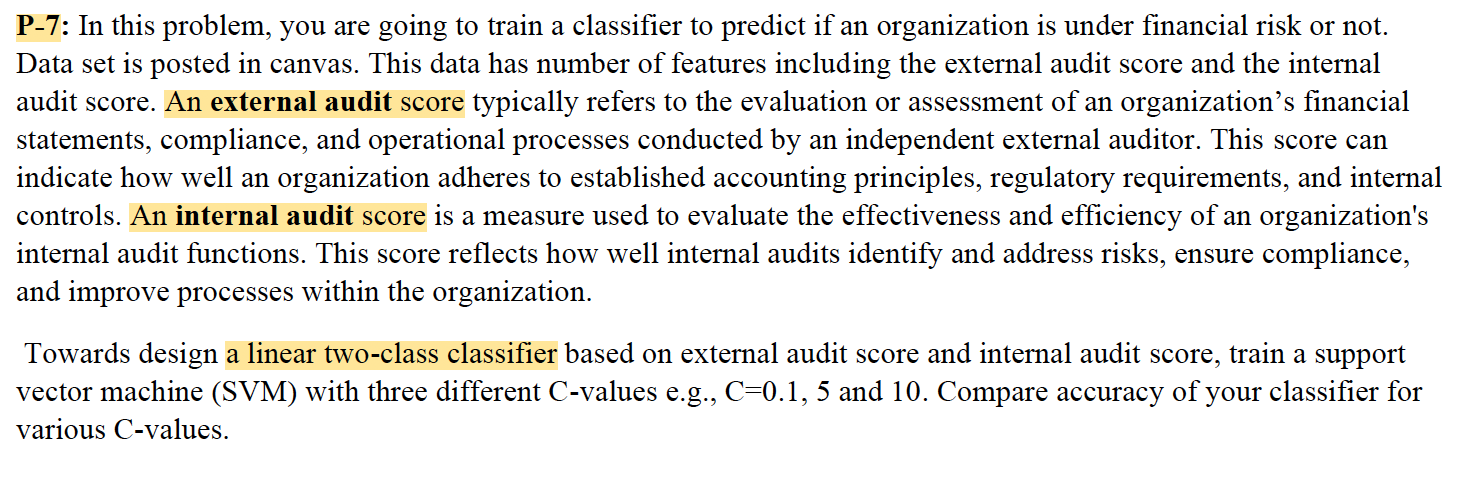 P-7: In this problem, you are going to train a classifier to predict if an organization is under financial risk or not.
Data set is posted in canvas. This data has number of features including the external audit score and the internal
audit score. An external audit score typically refers to the evaluation or assessment of an organization’s financial
statements, compliance, and operational processes conducted by an independent external auditor. This score can
indicate how well an organization adheres to established accounting principles, regulatory requirements, and internal
controls. An internal audit score is a measure used to evaluate the effectiveness and efficiency of an organization's
internal audit functions. This score reflects how well internal audits identify and address risks, ensure compliance,
and improve processes within the organization.
Towards design a linear two-class classifier based on external audit score and internal audit score, train a support
vector machine (SVM) with three different C-values e.g., C=0.1, 5 and 10. Compare accuracy of your classifier for
various C-values.